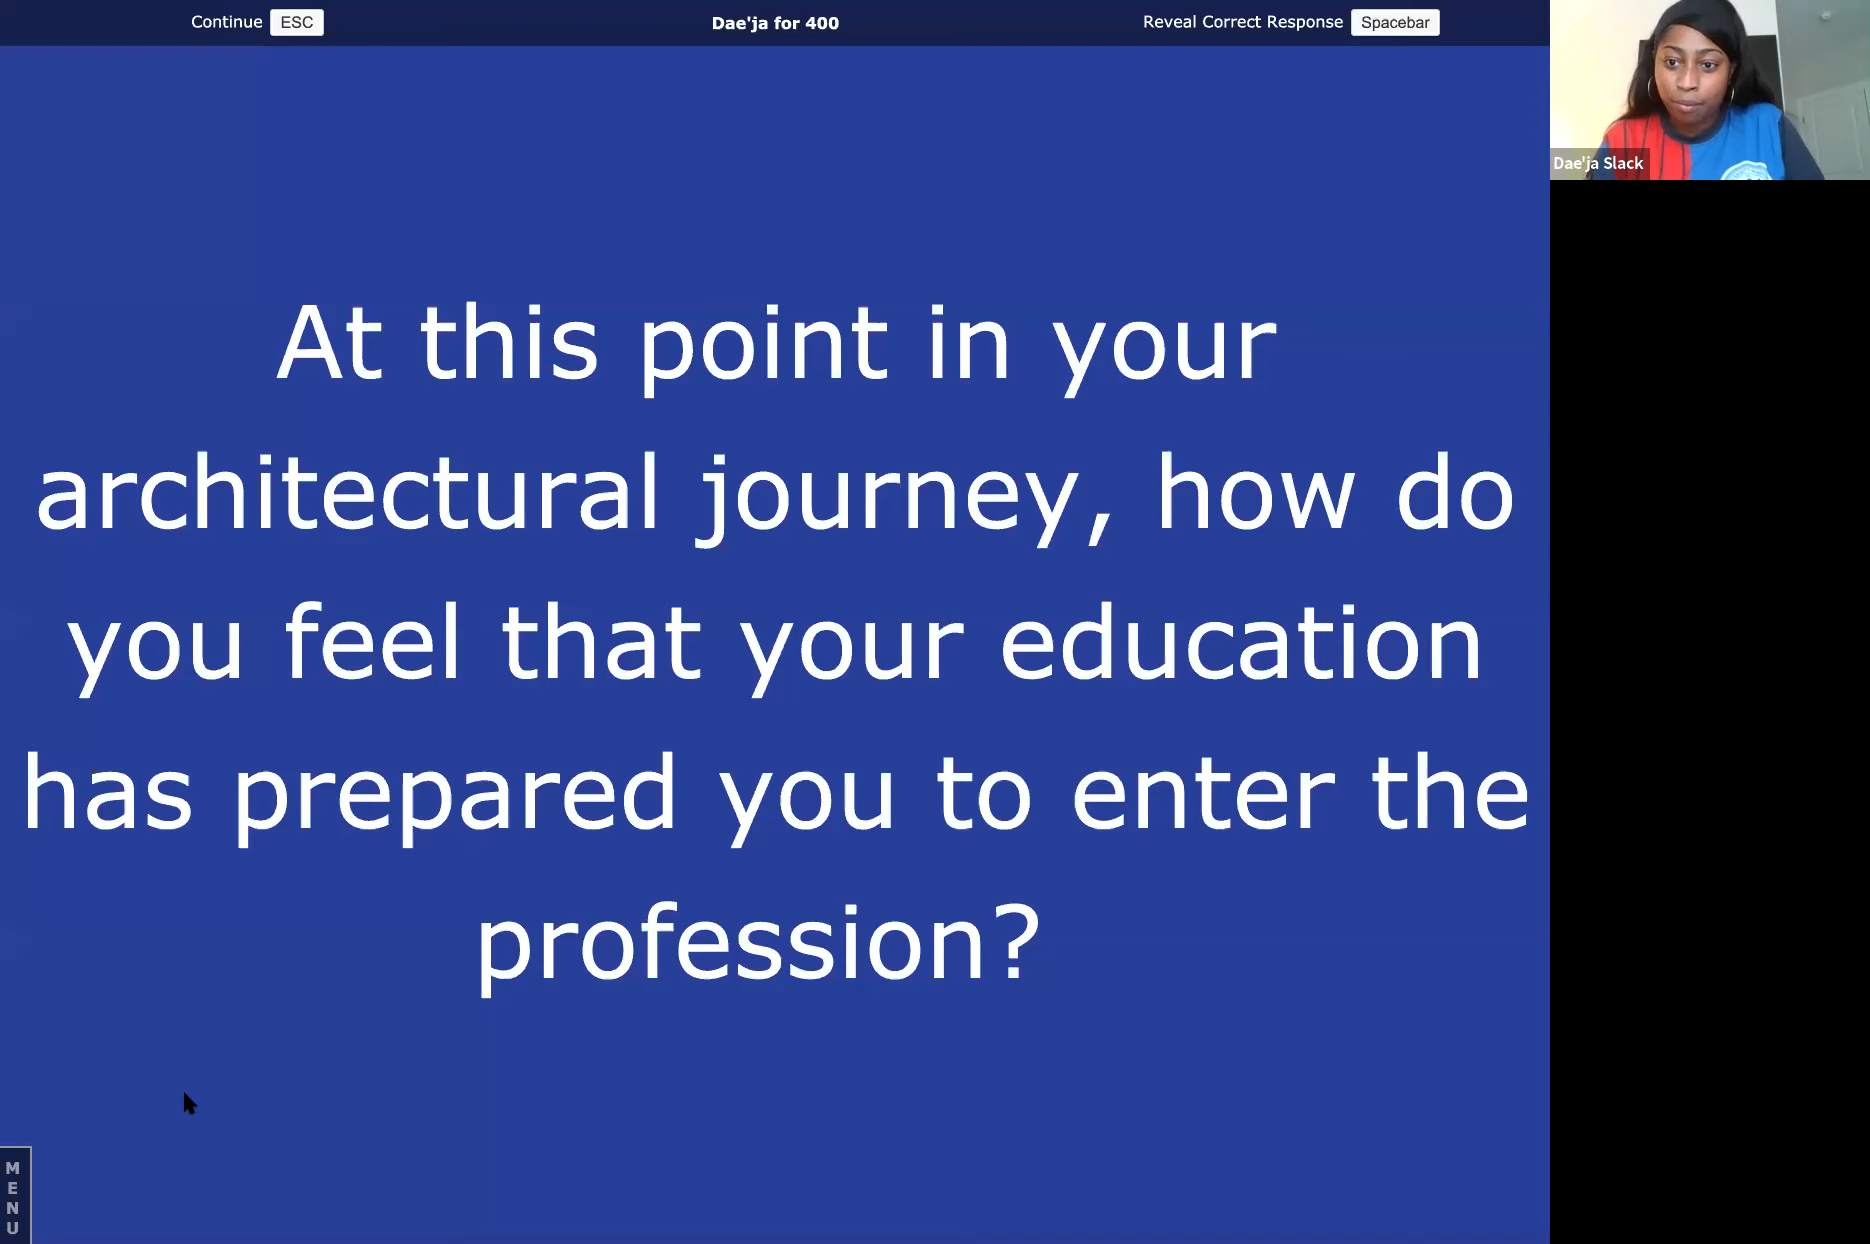 Continue ESC
Dae'ja for 400
Reveal Correct Response Spacebar
Dae'ja Slack
At this point in your
architectural journey, how do
you feel that your education
has prepared you to enter the
profession?
MENU